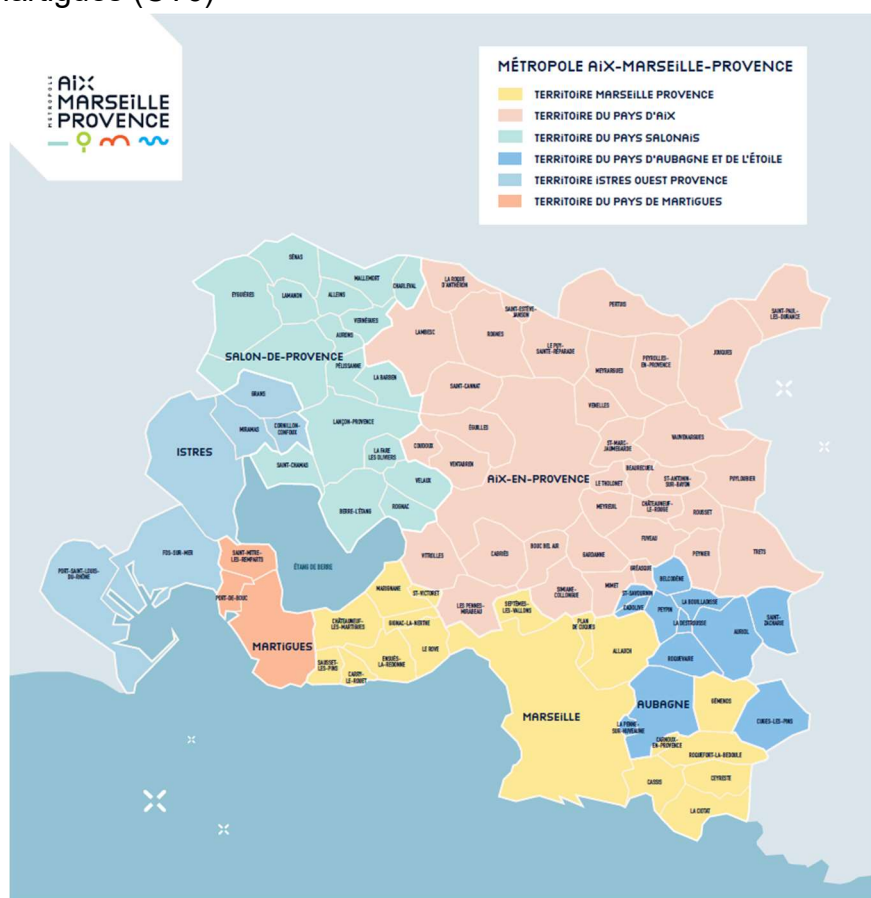 MÉTROPOLE
AiX
MARSEiLLE
PROVENCE
MÉTROPOLE AiX-MARSEiLLE-PROVENCE
TERRiTOiRE MARSEiLLE PROVENCE
TERRiTOiRE DU PAYS D'AiX
TERRiTOiRE DU PAYS SALONAiS
TERRiTOiRE DU PAYS D'AUBAGNE ET DE L'ÉTOiLE
TERRiTOiRE iSTRES OUEST PROVENCE
TERRiTOiRE DU PAYS DE MARTiGUES
SÉNAS
MALLEMORT
CHARLEVAL
EYGUIÈRES
LAMANON
ALLEINS
VERNÈGUES
AURONS
SALON-DE-PROVENCE
PÉLISSANNE
LA BARBEN
LANÇON-PROVENCE
LA FARE
LES OLIVIERS
SAINT-CHAMAS
VELAUX
ROGNAC
BERRE-L'ÉTANG
LA ROQUE
D'ANTHÉRON
SAINT-ESTÈVE-
JANSON
PERTUIS
SAINT-PAUL-
LES-DURANCE
LAMBESC
ROGNES
LE PUY-
SAINTE-RÉPARADE
MEYRARGUES
PEYROLLES-
EN-PROVENCE
JOUQUES
SAINT-CANNAT
VENELLES
ÉGUILLES
COUDOUX
VENTABREN
ST-MARC-
JAUMEGARDE
VAUVENARGUES
BEAURECUEIL
AiX-EN-PROVENCE
LE THOLONET
ST-ANTONIN-
SUR-BAYON
PUYLOUBIER
MEYREUIL
CHÂTEAUNEUF-
LE-ROUGE
ROUSSET
FUVEAU
VITROLLES
CABRIÈS
BOUC BEL AIR
GARDANNE
PEYNIER
TRETS
GRÉASQUE
SIMIANE-
COLLONGUE
MIMET
LES PENNES-
MIRABEAU
GRANS
MIRAMAS
CORNILLON-
CONFOUX
iSTRES
FOS-SUR-MER
PORT-SAINT-LOUIS-
DU-RHÔNE
ÉTANG DE BERRE
SAINT-MITRE-
LES-REMPARTS
PORT-DE-BOUC
MARTiGUES
MARIGNANE
ST-VICTORET
CHÂTEAUNEUF-
LES-MARTIGUES
GIGNAC-LA-NERTHE
SAUSSET-
LES-PINS
CARRY-
LE-ROUET
ENSUÈS-
LA-REDONNE
LE ROVE
SEPTÈMES-
LES-VALLONS
PLAN
DE CUQUES
ALLAUCH
MARSEiLLE
BELCODÈNE
ST-SAVOURNIN
CADOLIVE
PEYPIN
LA BOUILLADISSE
LA DESTROUSSE
AURIOL
SAINT-
ZACHARIE
ROQUEVAIRE
AUBAGNE
LA PENNE-
SUR-HUVEAUNE
CUGES-LES-PINS
GÉMENOS
CARNOUX-
EN-PROVENCE
ROQUEFORT-LA-BEDOULE
CASSIS
CEYRESTE
LA CIOTAT